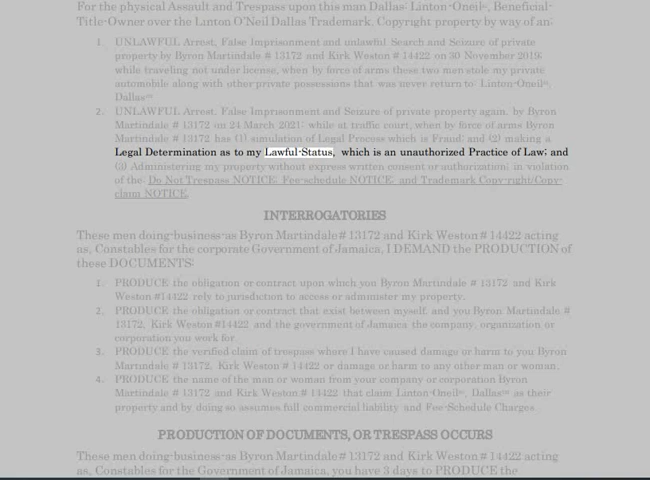 For the physical Assault and Trespass upon this man Dallas: Linton-Oneil©, Beneficial-
Title-Owner over the Linton O'Neil Dallas Trademark, Copyright property by way of an:
1. UNLAWFUL Arrest, False Imprisonment and unlawful Search and Seizure of private
property by Byron Martindale # 13172 and Kirk Weston # 14422 on 30 November 2019;
while traveling not under license, when by force of arms these two men stole my private
automobile along with other private possessions that was never return to: Linton-Oneil©,
Dallas
2. UNLAWFUL Arrest, False Imprisonment and Seizure of private property again, by Byron
Martindale # 13172 on 24 March 2021; while at traffic court, when by force of arms Byron
Martindale # 13172 has (1) simulation of Legal Process which is Fraud; and (2) making a
Legal Determination as to my Lawful-Status, which is an unauthorized Practice of Law; and
(3) Administering my property without express written consent or authorization; in violation
of the: Do Not Trespass NOTICE, Fee-schedule NOTICE, and Trademark Copy-right/Copy-
claim NOTICE.
INTERROGATORIES
These men doing-business-as Byron Martindale # 13172 and Kirk Weston # 14422 acting
as, Constables for the corporate Government of Jamaica, I DEMAND the PRODUCTION of
these DOCUMENTS:
1. PRODUCE the obligation or contract upon which you Byron Martindale # 13172 and Kirk
Weston #14422 rely to jurisdiction to access or administer my property.
2. PRODUCE the obligation or contract that exist between myself, and you Byron Martindale #
13172, Kirk Weston #14422 and the government of Jamaica the company, organization or
corporation you work for.
3. PRODUCE the verified claim of trespass where I have caused damage or harm to you Byron
Martindale # 13172, Kirk Weston # 14422 or damage or harm to any other man or woman.
4. PRODUCE the name of the man or woman from your company or corporation Byron
Martindale # 13172 and Kirk Weston # 14422 that claim Linton-Oneil©, Dallas as their
property and by doing so assumes full commercial liability and Fee-Schedule Charges.
PRODUCTION OF DOCUMENTS, OR TRESPASS OCCURS
These men doing-business-as Byron Martindale # 13172 and Kirk Weston # 14422 acting
as, Constables for the Government of Jamaica, you have 3 days to PRODUCE the